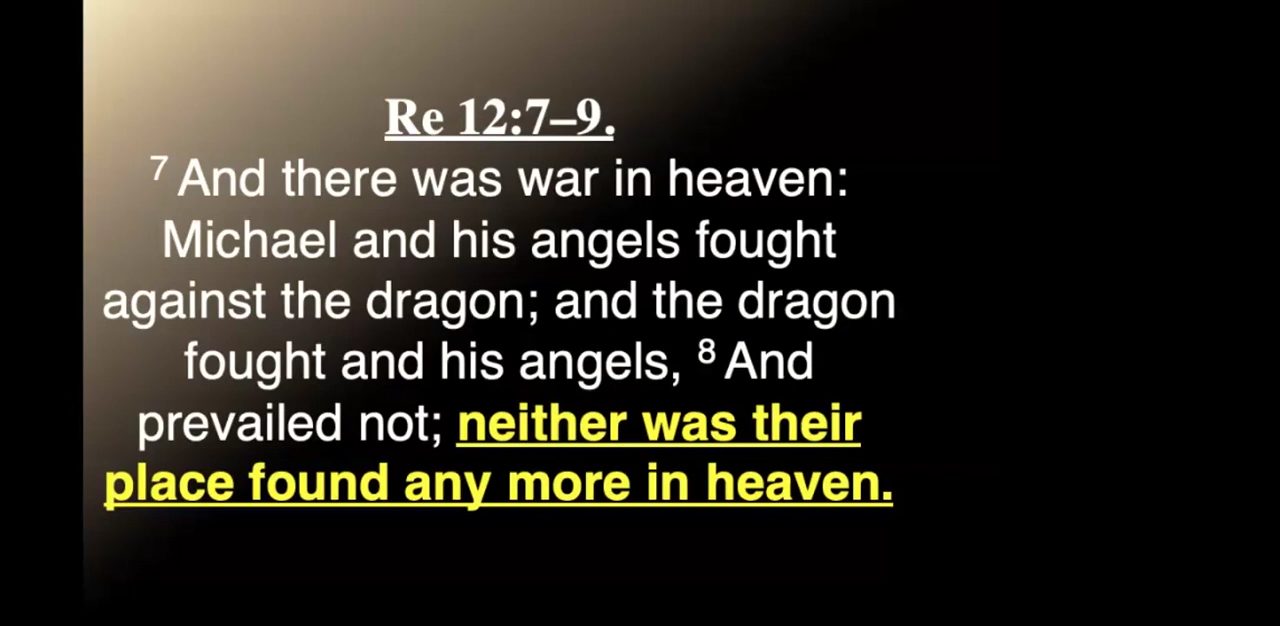 Re 12:7–9.
⁷ And there was war in heaven:
Michael and his angels fought
against the dragon; and the dragon
fought and his angels, ⁸ And
prevailed not; neither was their
place found any more in heaven.